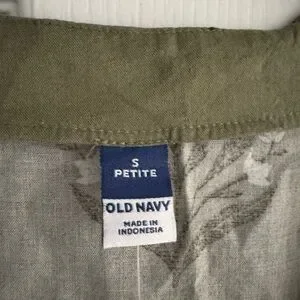 S
PETITE
OLD NAVY
MADE IN
INDONESIA